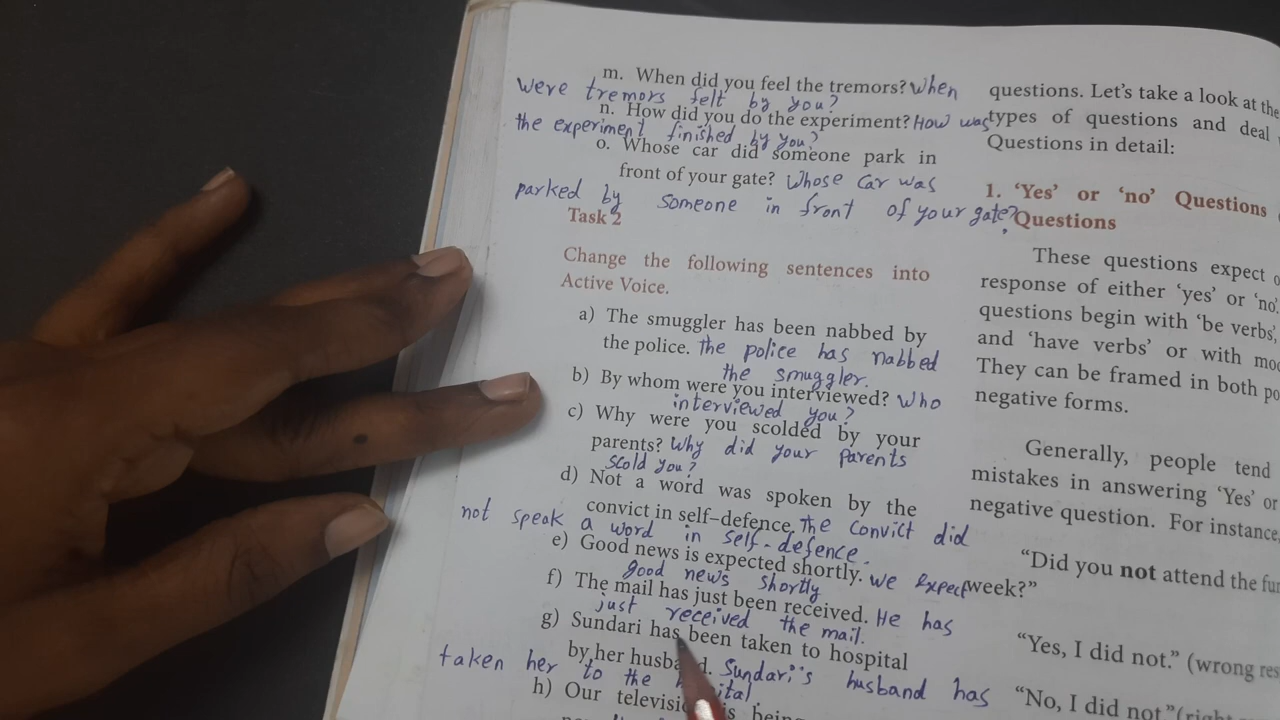 m. When did you feel the tremors? When
were tremors felt by you?
n. How did you do the experiment? How was
the experiment finished by you?
o. Whose car did someone park in
front of your gate? Whose car was
parked by someone in front of your gate?
Task 2
Change the following sentences into
Active Voice.
a) The smuggler has been nabbed by
the police. the police has nabbed
the smuggler.
b) By whom were you interviewed? Who
interviewed you?
c) Why were you scolded by your
parents? Why did your parents
scold you?
d) Not a word was spoken by the
convict in self–defence. The convict did
not speak a word in self-defence.
e) Good news is expected shortly. We expect
good news shortly
f) The mail has just been received. He has
just received the mail.
g) Sundari has been taken to hospital
by her husband. Sundari's husband has
taken her to the
h) Our
questions. Let's take a look at the
types of questions and deal
Questions in detail:
1. 'Yes' or 'no' Questions
Questions
These questions expect
response of either 'yes' or 'no.
questions begin with 'be verbs',
and 'have verbs' or with
They can be framed in both
negative forms.
Generally, people tend
mistakes in answering 'Yes' or
negative question. For instance,
"Did you not attend the
week?"
"Yes, I did not." (wrong
"No, I did not."